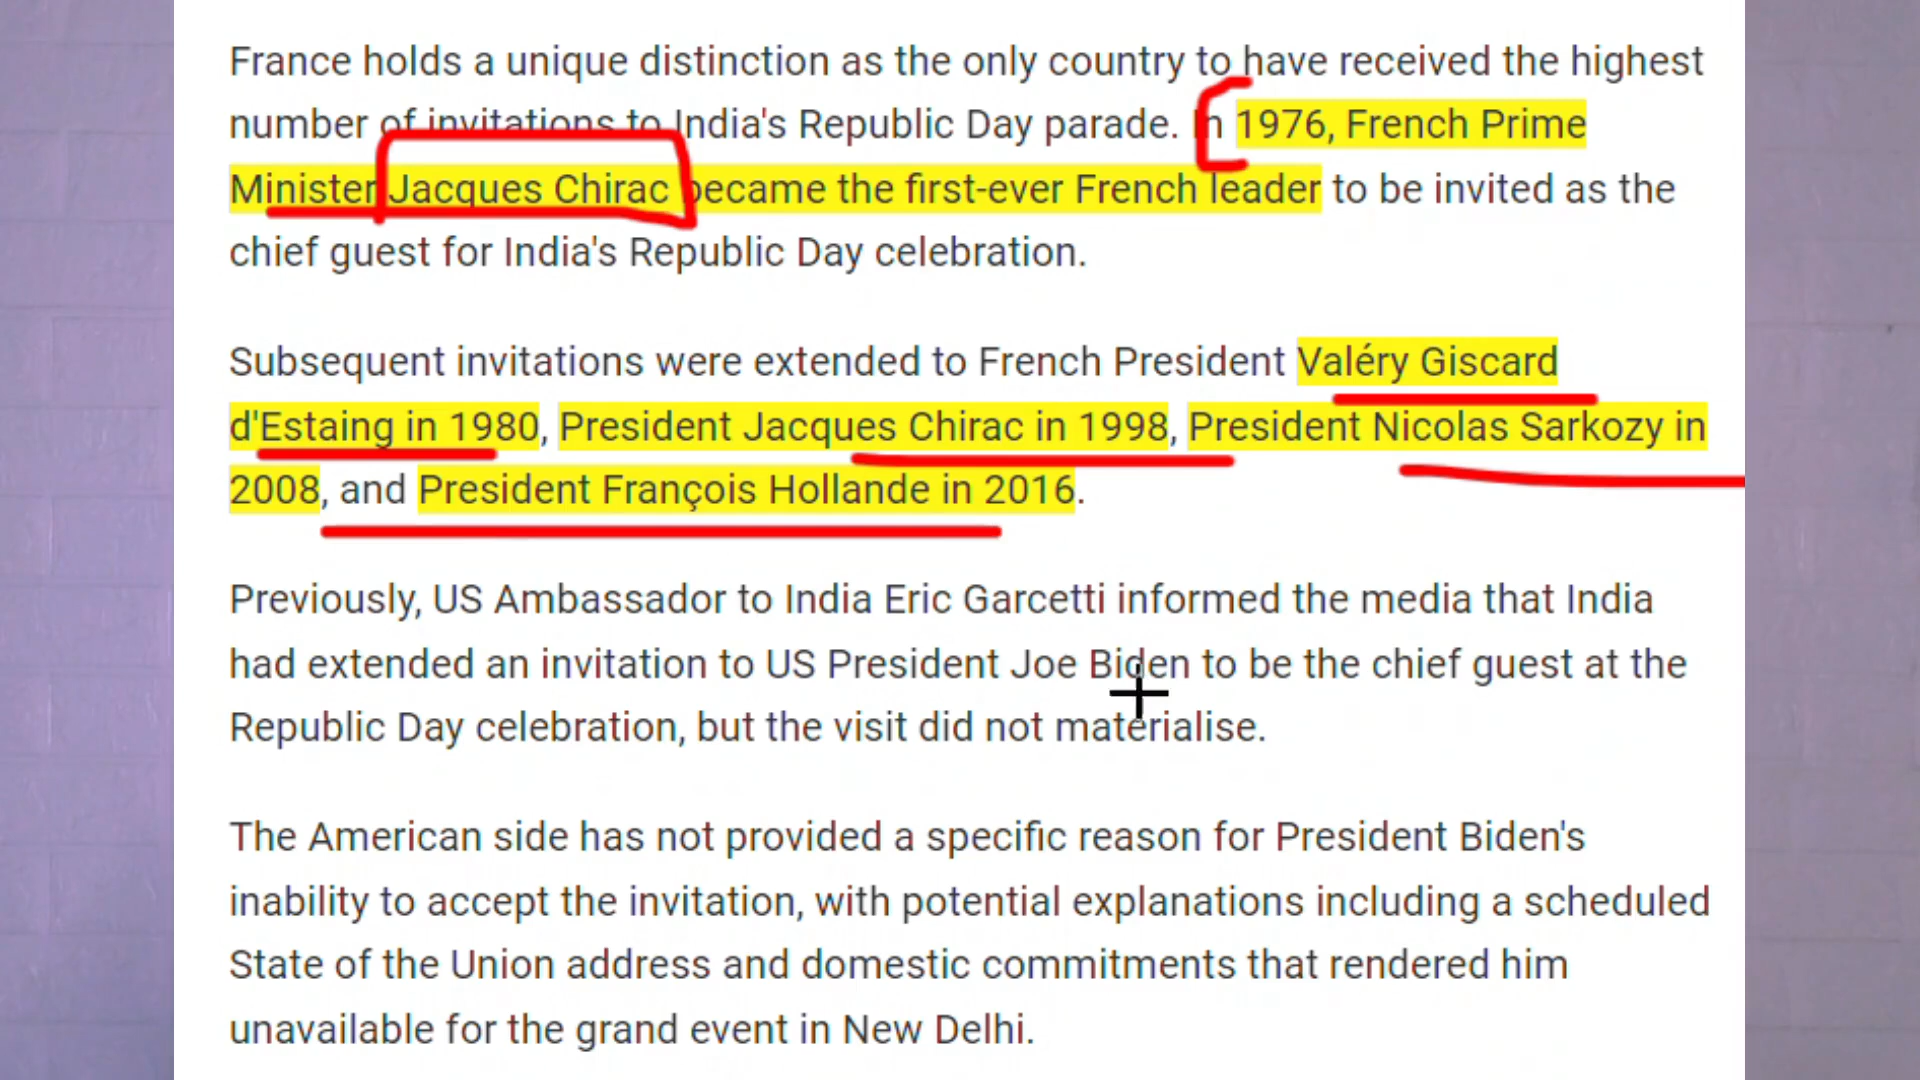 France holds a unique distinction as the only country to have received the highest
number of invitations to India's Republic Day parade. In 1976, French Prime
Minister Jacques Chirac became the first-ever French leader to be invited as the
chief guest for India's Republic Day celebration.
Subsequent invitations were extended to French President Valéry Giscard
d'Estaing in 1980, President Jacques Chirac in 1998, President Nicolas Sarkozy in
2008, and President François Hollande in 2016.
Previously, US Ambassador to India Eric Garcetti informed the media that India
had extended an invitation to US President Joe Biden to be the chief guest at the
Republic Day celebration, but the visit did not materialise.
The American side has not provided a specific reason for President Biden's
inability to accept the invitation, with potential explanations including a scheduled
State of the Union address and domestic commitments that rendered him
unavailable for the grand event in New Delhi.